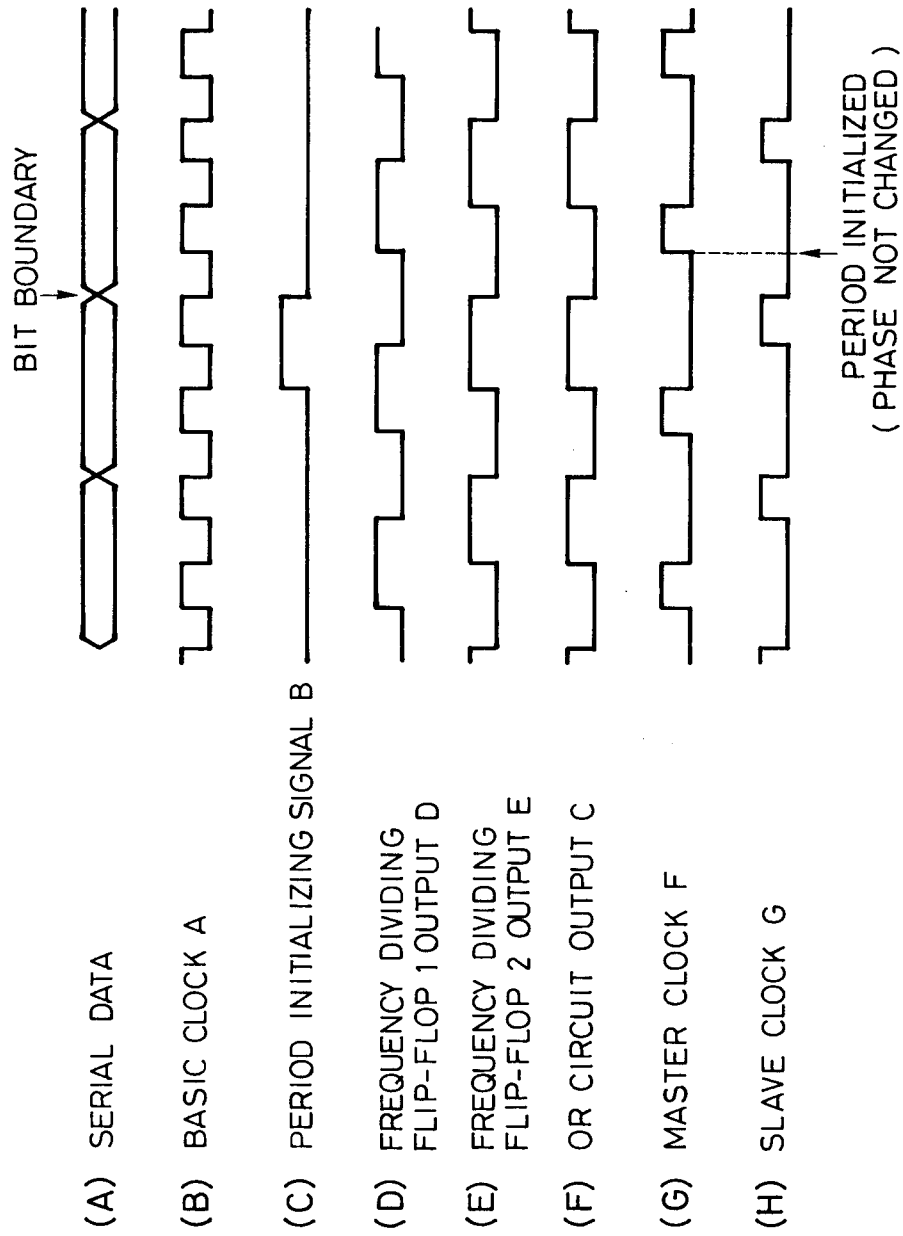 BIT BOUNDARY
(A) SERIAL DATA
(B) BASIC CLOCK A
(C) PERIOD INITIALIZING SIGNAL B
(D) FREQUENCY DIVIDING
FLIP-FLOP 1 OUTPUT D
(E) FREQUENCY DIVIDING
FLIP-FLOP 2 OUTPUT E
(F) OR CIRCUIT OUTPUT C
(G) MASTER CLOCK F
(H) SLAVE CLOCK G
PERIOD INITIALIZED
( PHASE NOT CHANGED )